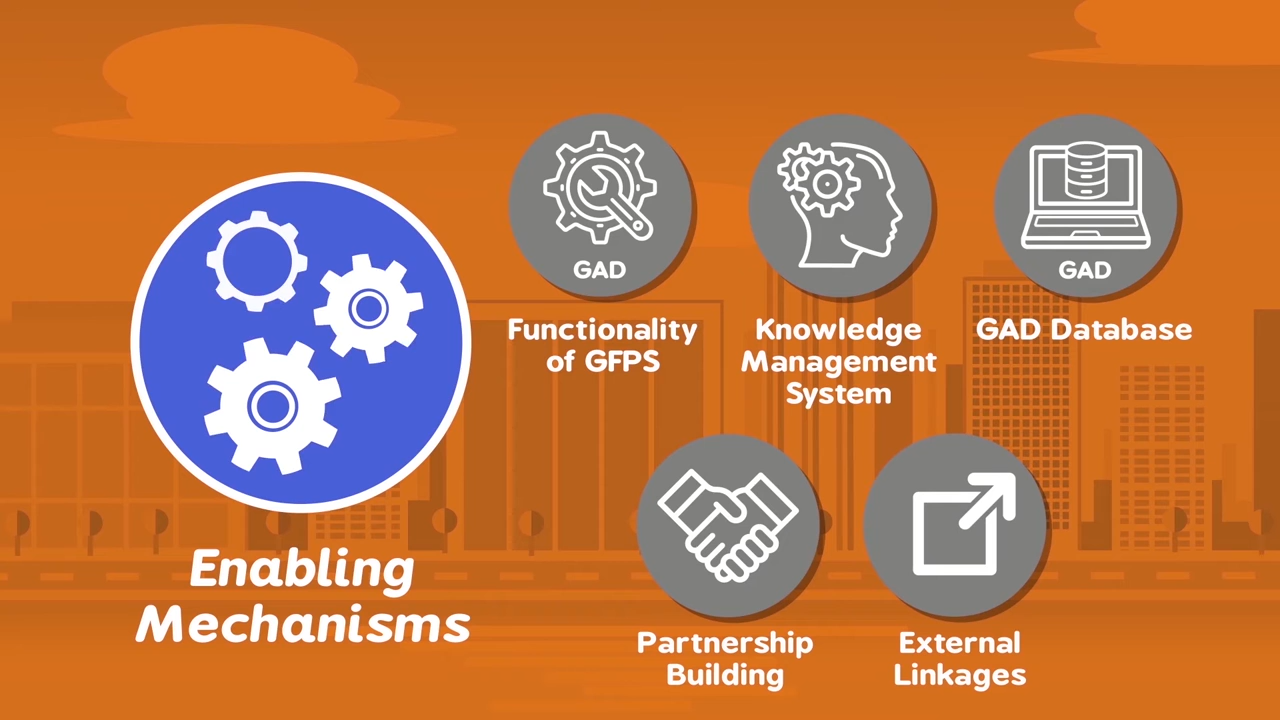 GAD
GAD
Functionality
of GFPS
Knowledge
Management
System
GAD Database
Enabling
Mechanisms
Partnership
Building
External
Linkages